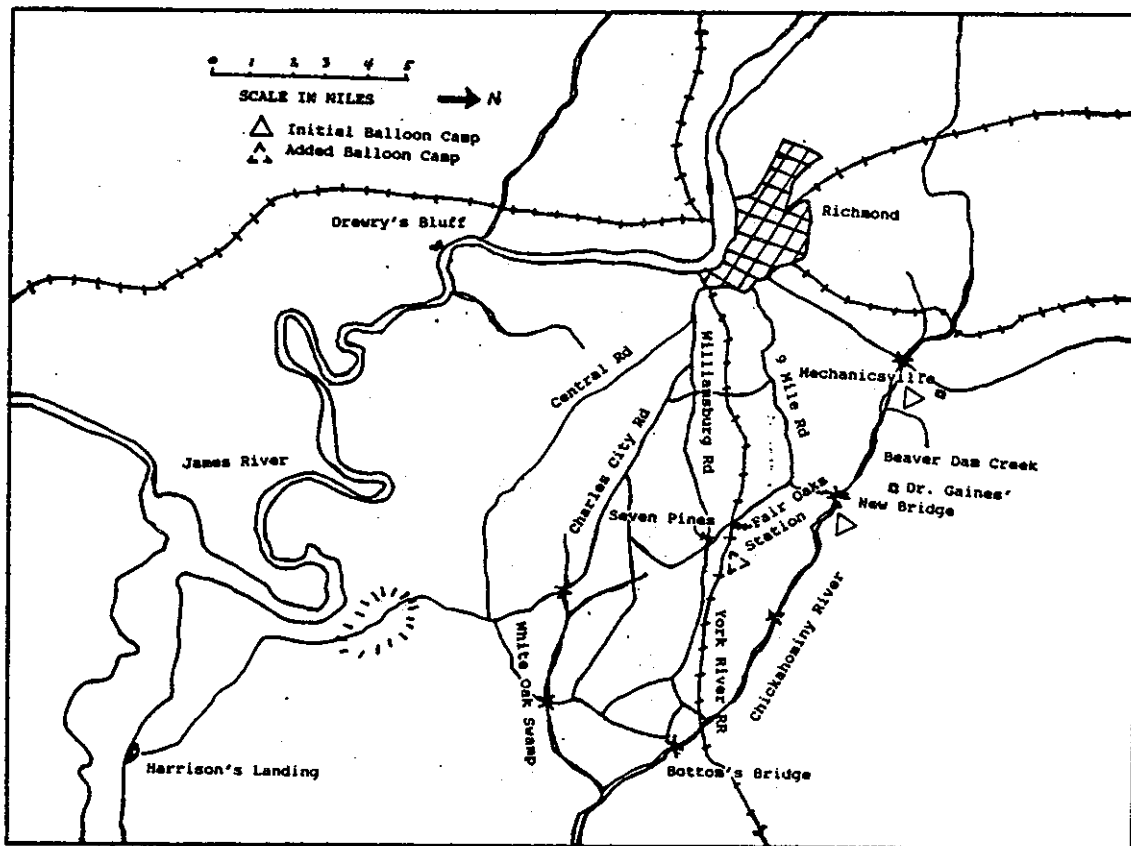 0 1 2 3 4 5
SCALE IN MILES
N
Initial Balloon Camp
Added Balloon Camp
Drewry's Bluff
Richmond
Central Rd
Williamsburg Rd
9 Mile Rd
Mechanicsville
Charles City Rd
James River
Beaver Dam Creek
Dr. Gaines'
New Bridge
Seven Pines
Fair Oaks
Station
White Oak Swamp
York River RR
Chickahominy River
Harrison's Landing
Bottom's Bridge